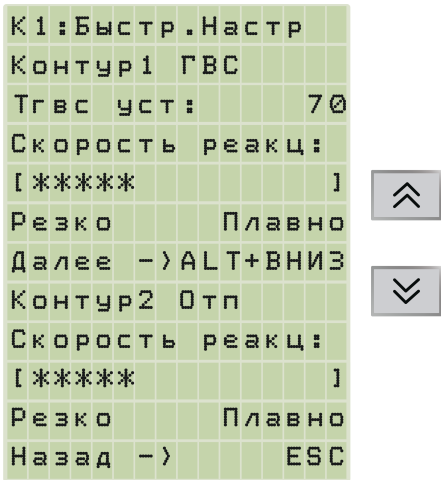 К1:Быстр.Настр
Контур1 ГВС
Тгвс уст: 70
Скорость реакц:
[***** ]
Резко Плавно
Далее ->ALT+ВНИЗ
Контур2 Отп
Скорость реакц:
[***** ]
Резко Плавно
Назад -> ESC